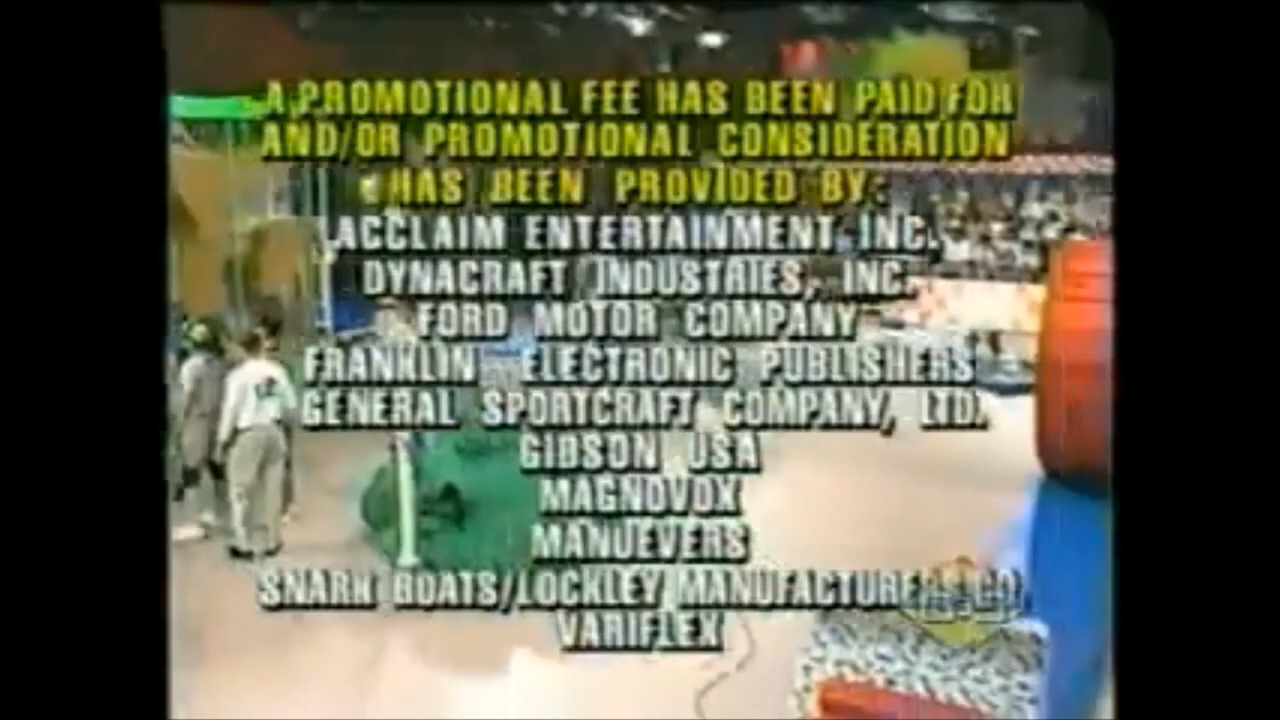 A PROMOTIONAL FEE HAS BEEN PAID FOR
AND/OR PROMOTIONAL CONSIDERATION
HAS BEEN PROVIDED BY:
ACCLAIM ENTERTAINMENT, INC.
DYNACRAFT INDUSTRIES, INC.
FORD MOTOR COMPANY
FRANKLIN ELECTRONIC PUBLISHERS
GENERAL SPORTCRAFT COMPANY, LTD.
GIBSON USA
MAGNOVOX
MANUEVERS
SNARK BOATS/LOCKLEY MANUFACTURERS CO.
VARIFLEX